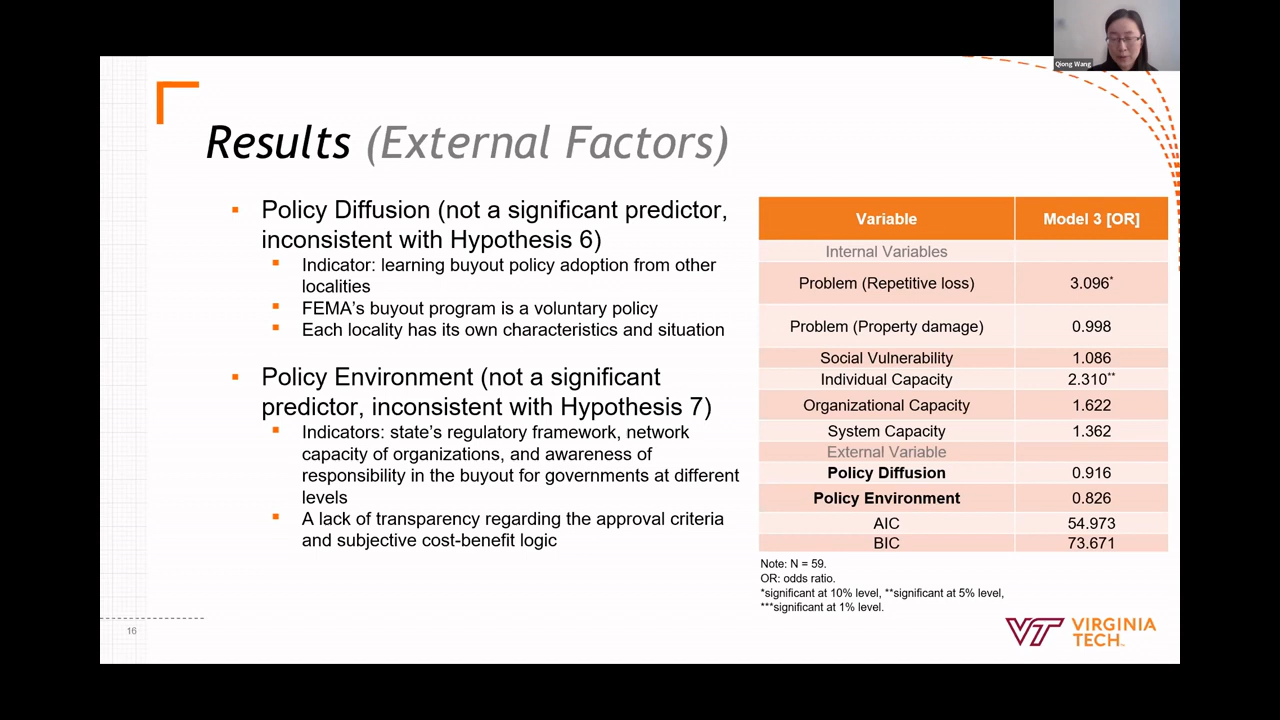 Qiong Wang
Results (External Factors)
▪ Policy Diffusion (not a significant predictor,
inconsistent with Hypothesis 6)
▪ Indicator: learning buyout policy adoption from other
localities
▪ FEMA's buyout program is a voluntary policy
▪ Each locality has its own characteristics and situation
▪ Policy Environment (not a significant
predictor, inconsistent with Hypothesis 7)
▪ Indicators: state's regulatory framework, network
capacity of organizations, and awareness of
responsibility in the buyout for governments at different
levels
▪ A lack of transparency regarding the approval criteria
and subjective cost-benefit logic
Variable Model 3 [OR]
Internal Variables
Problem (Repetitive loss) 3.096*
Problem (Property damage) 0.998
Social Vulnerability 1.086
Individual Capacity 2.310**
Organizational Capacity 1.622
System Capacity 1.362
External Variable
Policy Diffusion 0.916
Policy Environment 0.826
AIC 54.973
BIC 73.671
Note: N = 59.
OR: odds ratio.
*significant at 10% level, **significant at 5% level,
***significant at 1% level.
16
VT VIRGINIA
TECH™